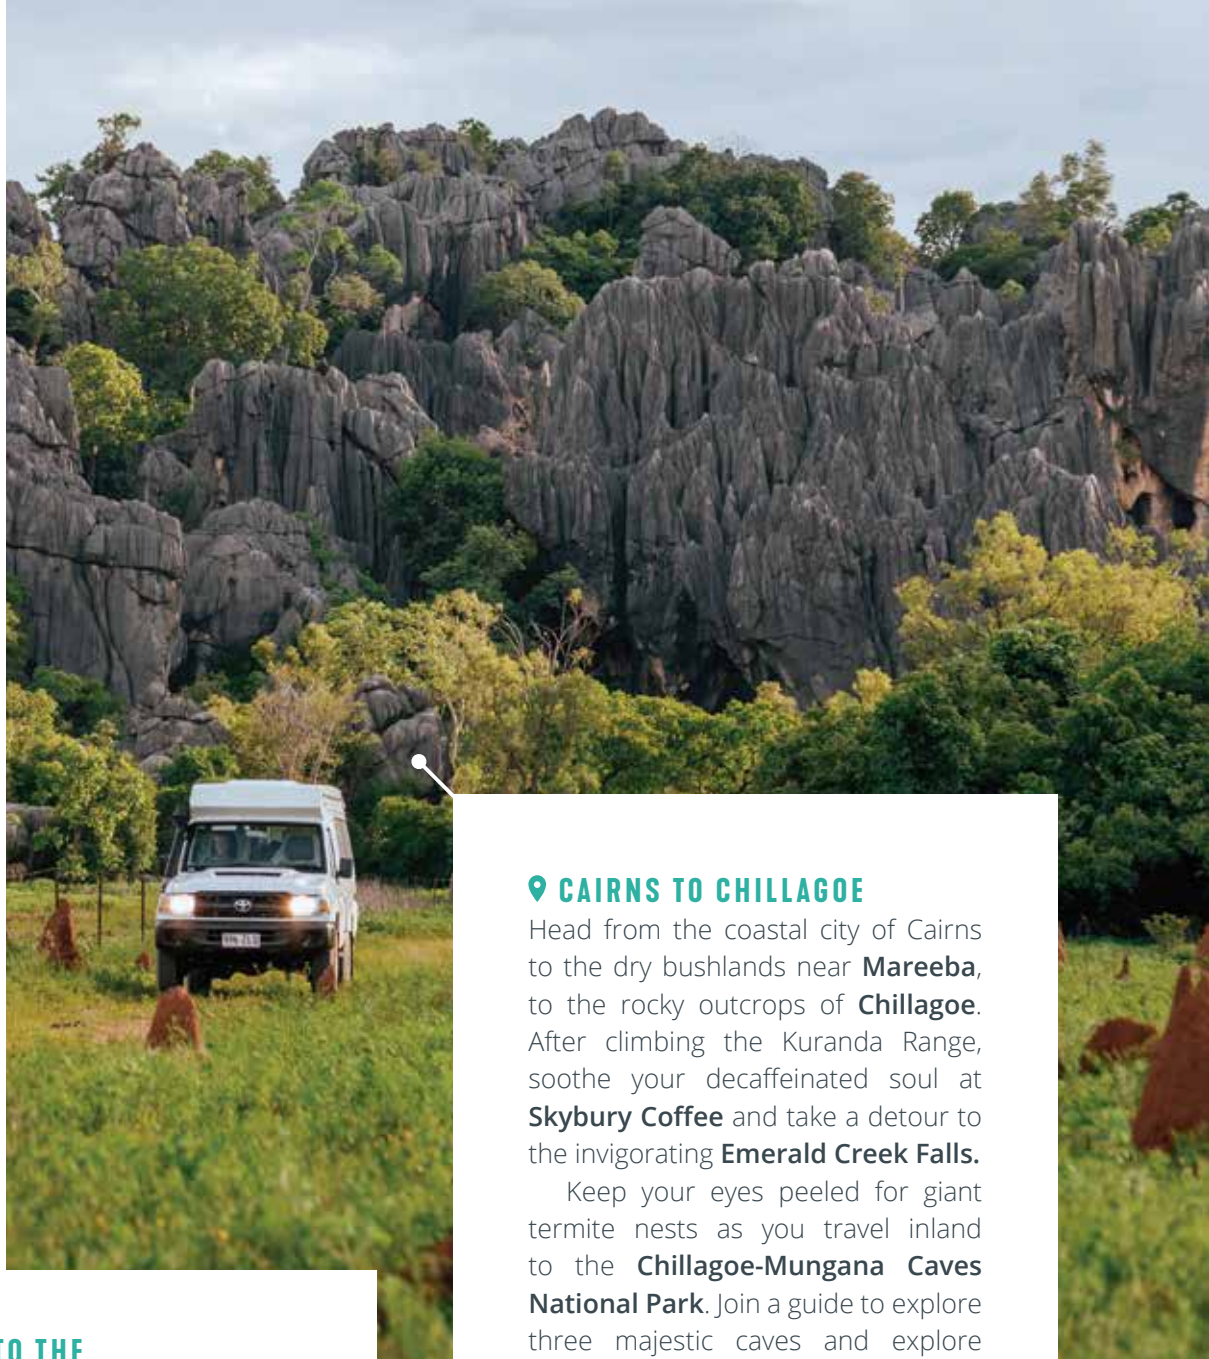 CAIRNS TO CHILLAGOE
Head from the coastal city of Cairns
to the dry bushlands near Mareeba,
to the rocky outcrops of Chillagoe.
After climbing the Kuranda Range,
soothe your decaffeinated soul at
Skybury Coffee and take a detour to
the invigorating Emerald Creek Falls.
Keep your eyes peeled for giant
termite nests as you travel inland
to the Chillagoe-Mungana Caves
National Park. Join a guide to explore
three majestic caves and explore
TO THE